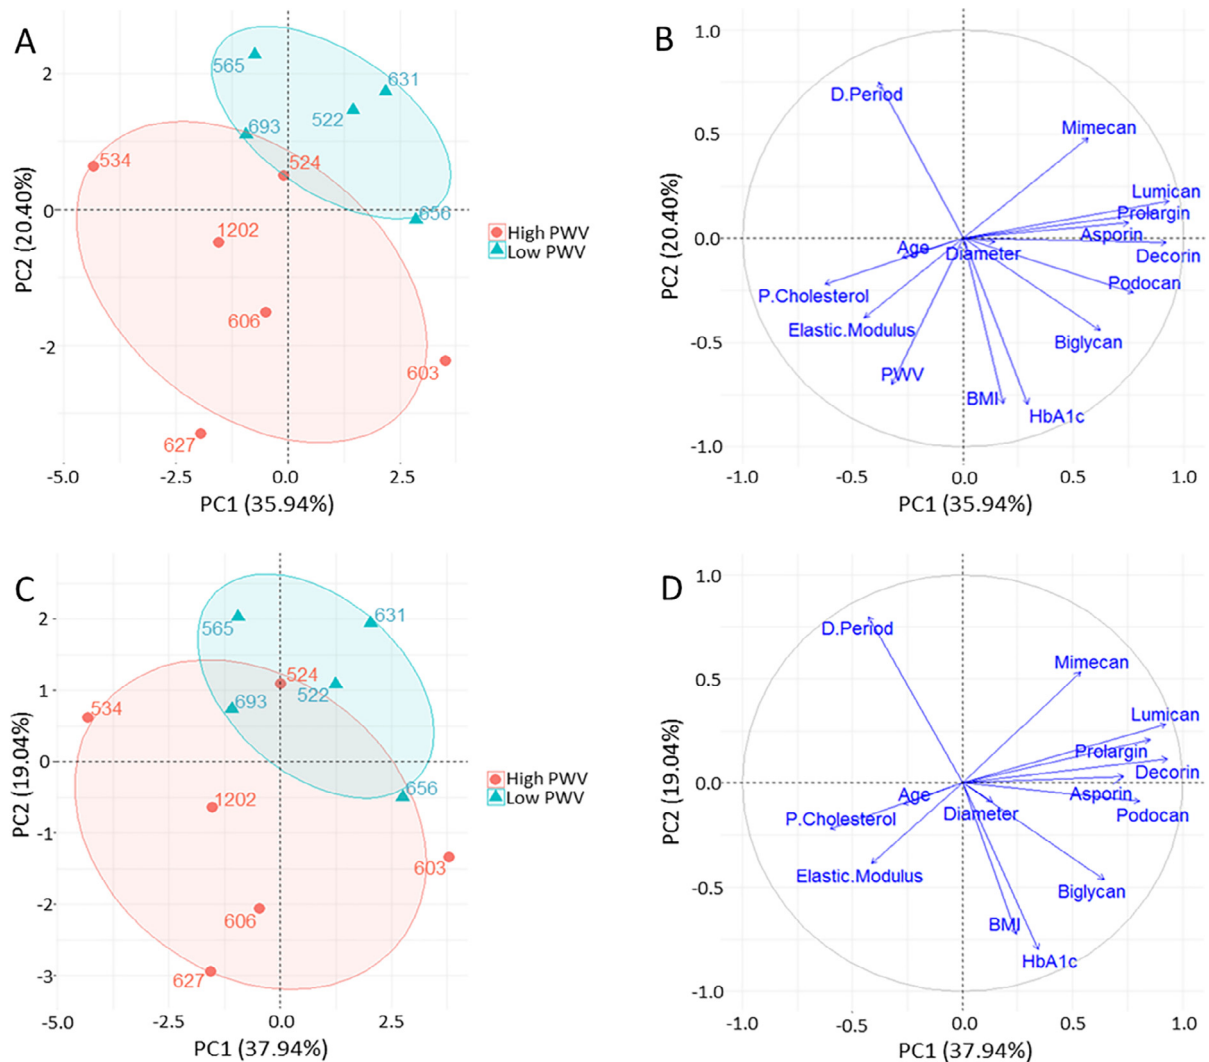 A
2
0
-2
PC2 (20.40%)
565
631
522
693
524
534
656
1202
606
603
627
-5.0
-2.5
0.0
2.5
PC1 (35.94%)
High PWV
Low PWV
B
1.0
0.5
0.0
-0.5
-1.0
PC2 (20.40%)
D.Period
Mimecan
Lumican
Prolargin
Asporin
Decorin
Age
Diameter
Podocan
P.Cholesterol
Elastic.Modulus
Biglycan
PWV
BMI
HbA1c
-1.0
-0.5
0.0
0.5
1.0
PC1 (35.94%)
C
2
1
0
-1
-2
-3
PC2 (19.04%)
565
631
524
522
693
534
656
1202
603
606
627
-5.0
-2.5
0.0
2.5
PC1 (37.94%)
High PWV
Low PWV
D
1.0
0.5
0.0
-0.5
-1.0
PC2 (19.04%)
D.Period
Mimecan
Lumican
Prolargin
Decorin
Asporin
Age
Diameter
Podocan
P.Cholesterol
Elastic.Modulus
Biglycan
BMI
HbA1c
-1.0
-0.5
0.0
0.5
1.0
PC1 (37.94%)